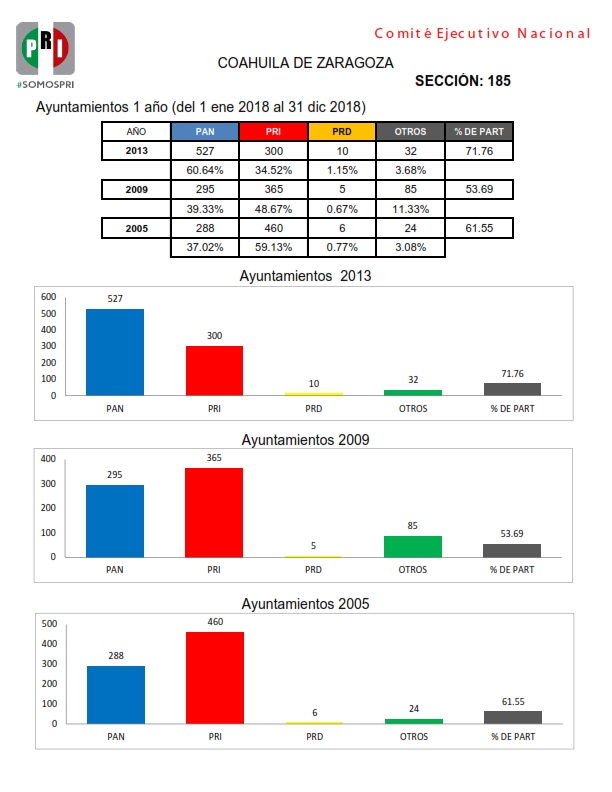 Comité Ejecutivo Nacional
PRI
#SOMOSPRI
COAHUILA DE ZARAGOZA
SECCIÓN: 185
Ayuntamientos 1 año (del 1 ene 2018 al 31 dic 2018)
AÑO PAN PRI PRD OTROS % DE PART
2013 527 300 10 32 71.76
60.64% 34.52% 1.15% 3.68%
2009 295 365 5 85 53.69
39.33% 48.67% 0.67% 11.33%
2005 288 460 6 24 61.55
37.02% 59.13% 0.77% 3.08%
Ayuntamientos 2013
600
500
400
300
200
100
0
527 300 10 32 71.76
PAN PRI PRD OTROS % DE PART
Ayuntamientos 2009
400
300
200
100
0
295 365 5 85 53.69
PAN PRI PRD OTROS % DE PART
Ayuntamientos 2005
500
400
300
200
100
0
288 460 6 24 61.55
PAN PRI PRD OTROS % DE PART